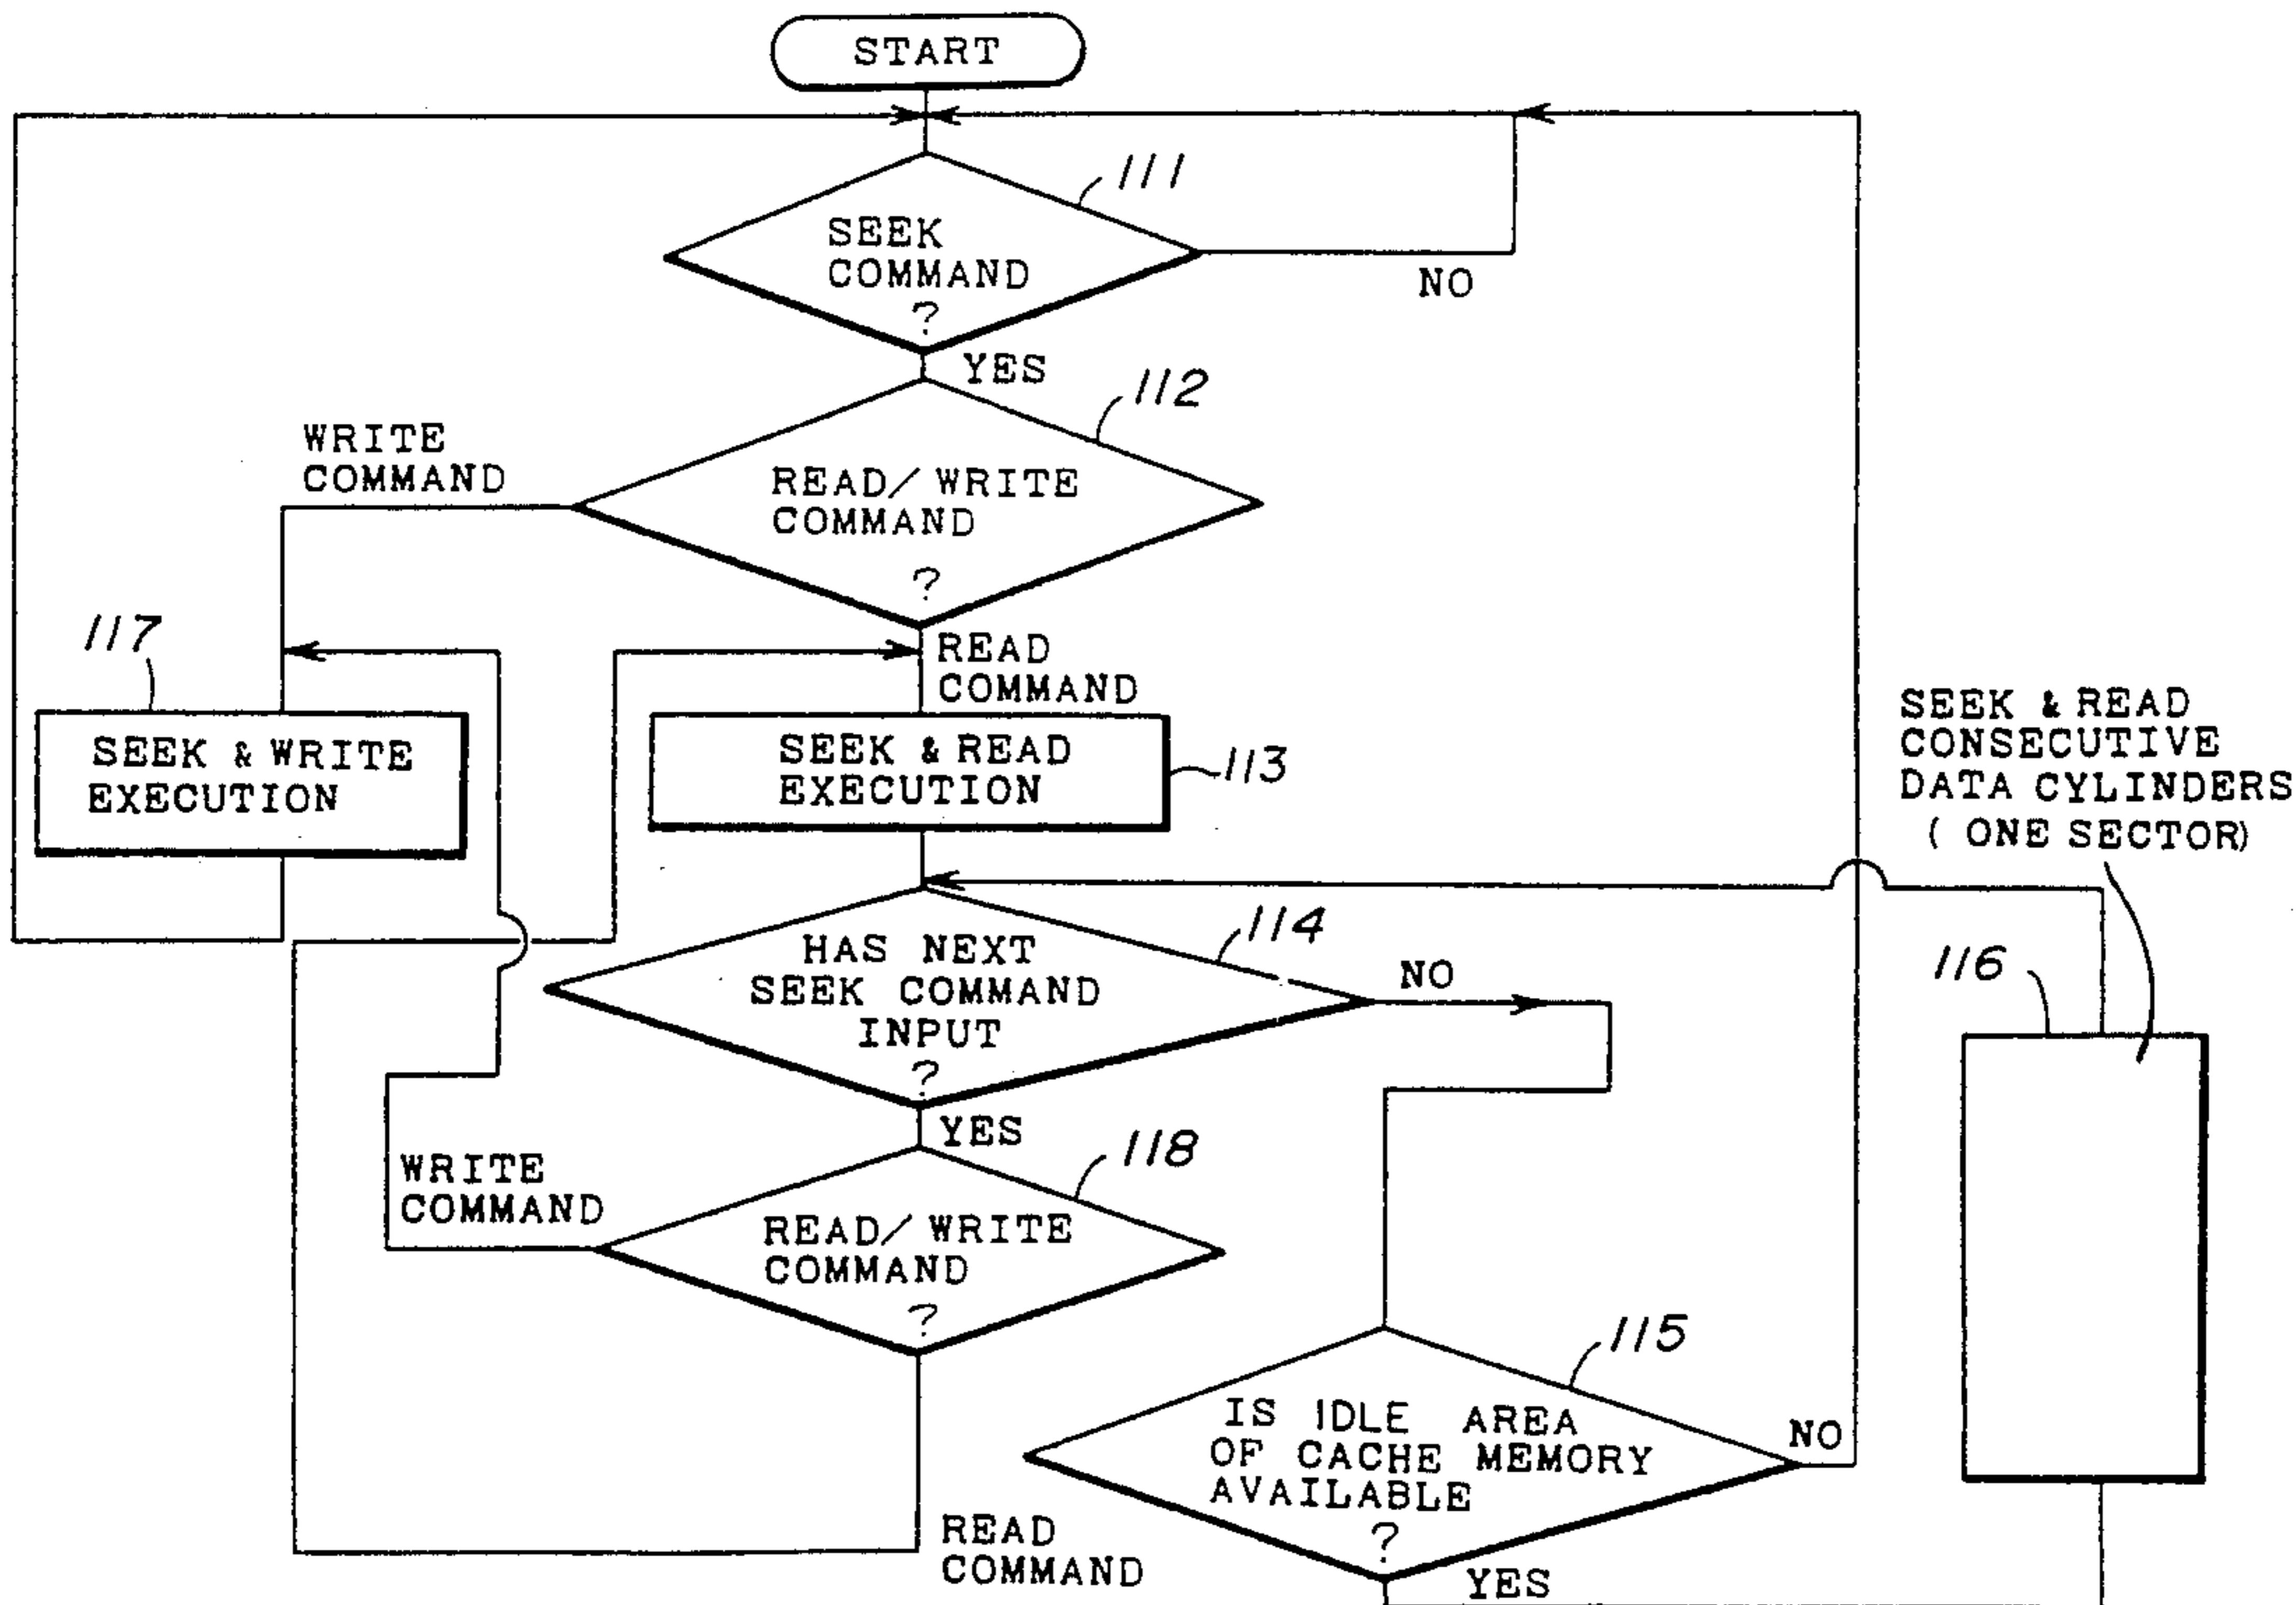 START
111
SEEK
COMMAND
?
NO
YES
112
WRITE
COMMAND
READ/WRITE
COMMAND
?
117
READ
COMMAND
SEEK & WRITE
EXECUTION
SEEK & READ
EXECUTION
113
SEEK & READ
CONSECUTIVE
DATA CYLINDERS
( ONE SECTOR)
114
HAS NEXT
SEEK COMMAND
INPUT
?
NO
116
YES
118
WRITE
COMMAND
READ/WRITE
COMMAND
?
115
IS IDLE AREA
OF CACHE MEMORY
AVAILABLE
?
NO
READ
COMMAND
YES